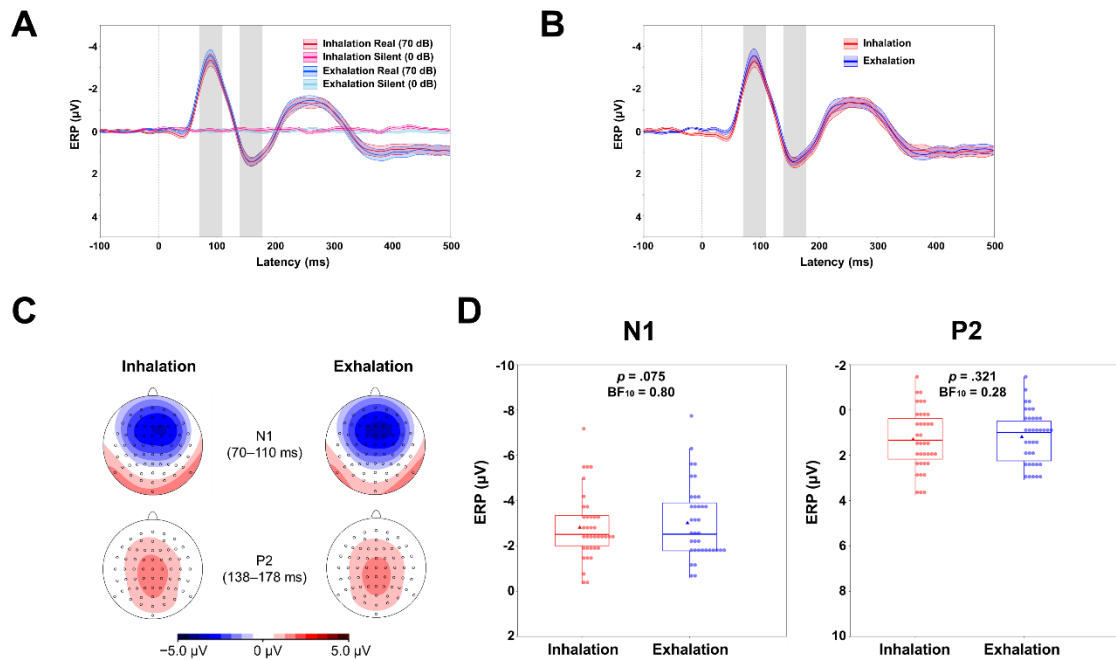 A
-4
-2
0
2
4
ERP (µV)
Inhalation Real (70 dB)
Inhalation Silent (0 dB)
Exhalation Real (70 dB)
Exhalation Silent (0 dB)
-100 0 100 200 300 400 500
Latency (ms)
B
-4
-2
0
2
4
ERP (µV)
Inhalation
Exhalation
-100 0 100 200 300 400 500
Latency (ms)
C
Inhalation Exhalation
N1
(70–110 ms)
P2
(138–178 ms)
−5.0 µV 0 µV 5.0 µV
D
N1
-10
-8
-6
-4
-2
0
2
ERP (µV)
p = .075
BF₁₀ = 0.80
Inhalation Exhalation
P2
-2
0
2
4
6
8
10
ERP (µV)
p = .321
BF₁₀ = 0.28
Inhalation Exhalation